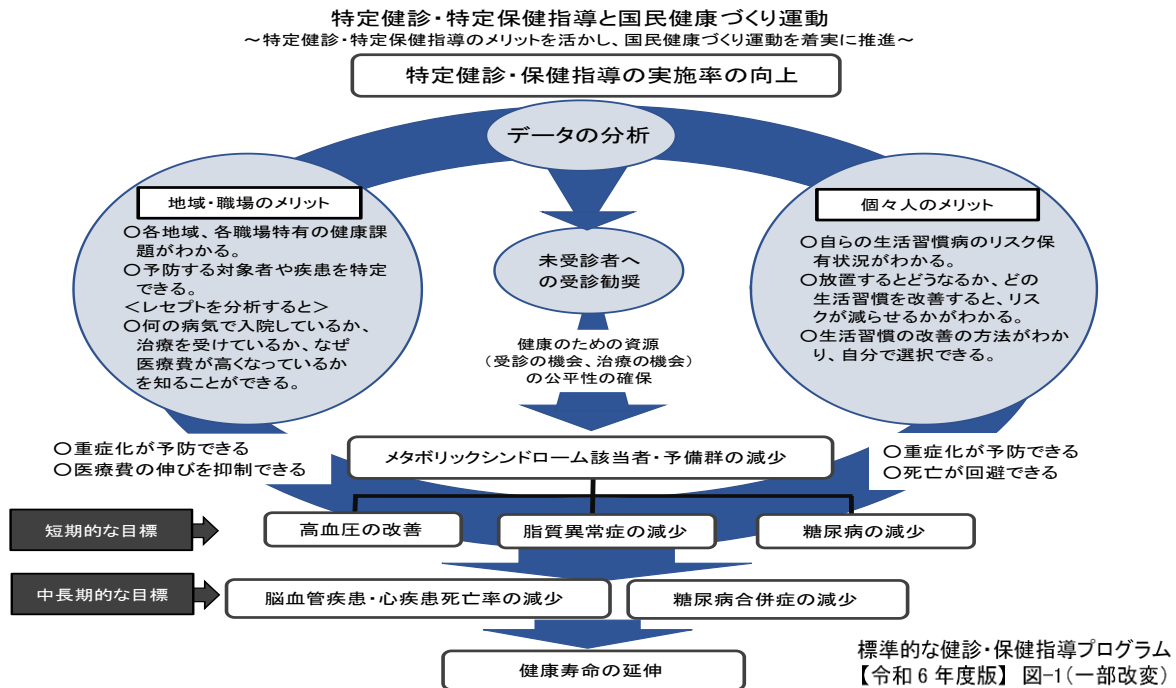 特定健診・特定保健指導と国民健康づくり運動
～特定健診・特定保健指導のメリットを活かし、国民健康づくり運動を着実に推進～
特定健診・保健指導の実施率の向上
データの分析
地域・職場のメリット
〇各地域、各職場特有の健康課
題がわかる。
〇予防する対象者や疾患を特定
できる。
＜レセプトを分析すると＞
〇何の病気で入院しているか、
治療を受けているか、なぜ
医療費が高くなっているか
を知ることができる。
未受診者へ
の受診勧奨
個々人のメリット
〇自らの生活習慣病のリスク保
有状況がわかる。
〇放置するとどうなるか、どの
生活習慣を改善すると、リス
クが減らせるかがわかる。
〇生活習慣の改善の方法がわか
り、自分で選択できる。
健康のための資源
（受診の機会、治療の機会）
の公平性の確保
〇重症化が予防できる
〇医療費の伸びを抑制できる
メタボリックシンドローム該当者・予備群の減少
〇重症化が予防できる
〇死亡が回避できる
短期的な目標
高血圧の改善
脂質異常症の減少
糖尿病の減少
中長期的な目標
脳血管疾患・心疾患死亡率の減少
糖尿病合併症の減少
健康寿命の延伸
標準的な健診・保健指導プログラム
【令和６年度版】 図-1（一部改変）